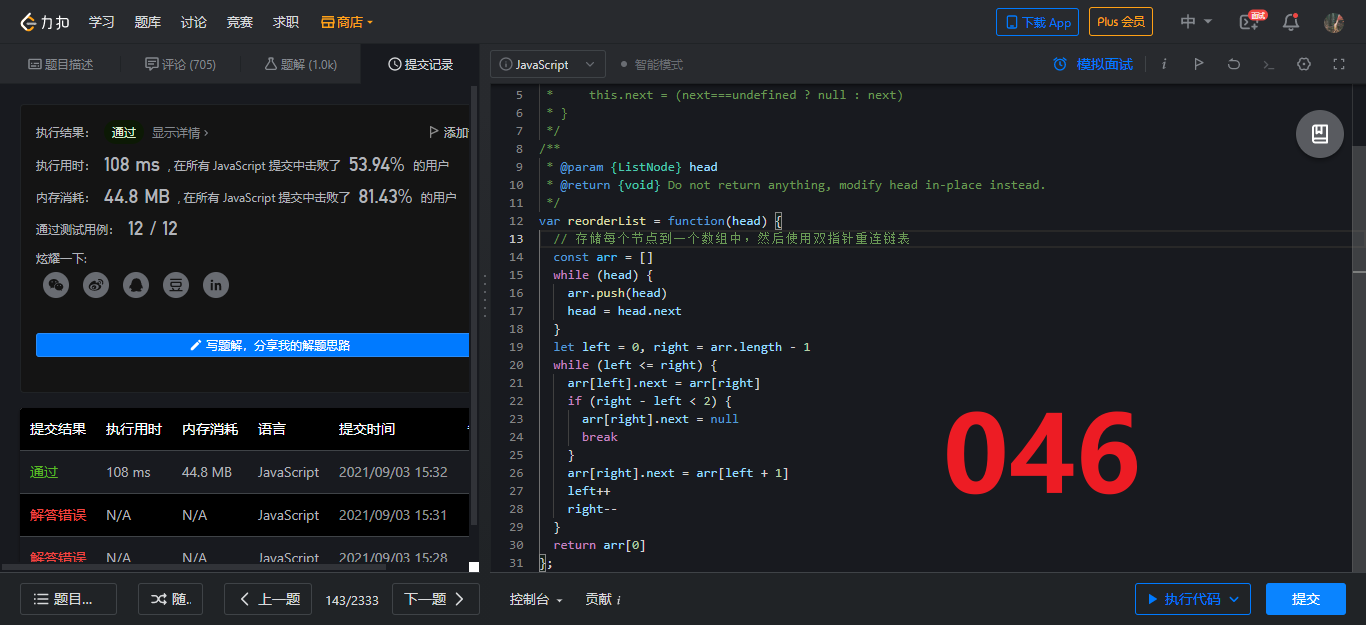 力扣 学习 题库 讨论 竞赛 求职 商店 下载 App Plus 会员 中 面试
题目描述 评论 (705) 题解 (1.0k) 提交记录
JavaScript 智能模式 模拟面试 i
执行结果： 通过 显示详情 › 添加
执行用时： 108 ms , 在所有 JavaScript 提交中击败了 53.94% 的用户
内存消耗： 44.8 MB , 在所有 JavaScript 提交中击败了 81.43% 的用户
通过测试用例： 12 / 12
炫耀一下:
豆 in
写题解，分享我的解题思路
提交结果 执行用时 内存消耗 语言 提交时间
通过 108 ms 44.8 MB JavaScript 2021/09/03 15:32
解答错误 N/A N/A JavaScript 2021/09/03 15:31
解答错误 N/A N/A JavaScript 2021/09/03 15:28
5 *     this.next = (next===undefined ? null : next)
6 * }
7 */
8 /**
9 * @param {ListNode} head
10 * @return {void} Do not return anything, modify head in-place instead.
11 */
12 var reorderList = function(head) {
13 // 存储每个节点到一个数组中，然后使用双指针重连链表
14 const arr = []
15 while (head) {
16 arr.push(head)
17 head = head.next
18 }
19 let left = 0, right = arr.length - 1
20 while (left <= right) {
21 arr[left].next = arr[right]
22 if (right - left < 2) {
23 arr[right].next = null
24 break
25 }
26 arr[right].next = arr[left + 1]
27 left++
28 right--
29 }
30 return arr[0]
31 };
046
题目... 随. 上一题 143/2333 下一题 控制台 贡献 i 执行代码 提交